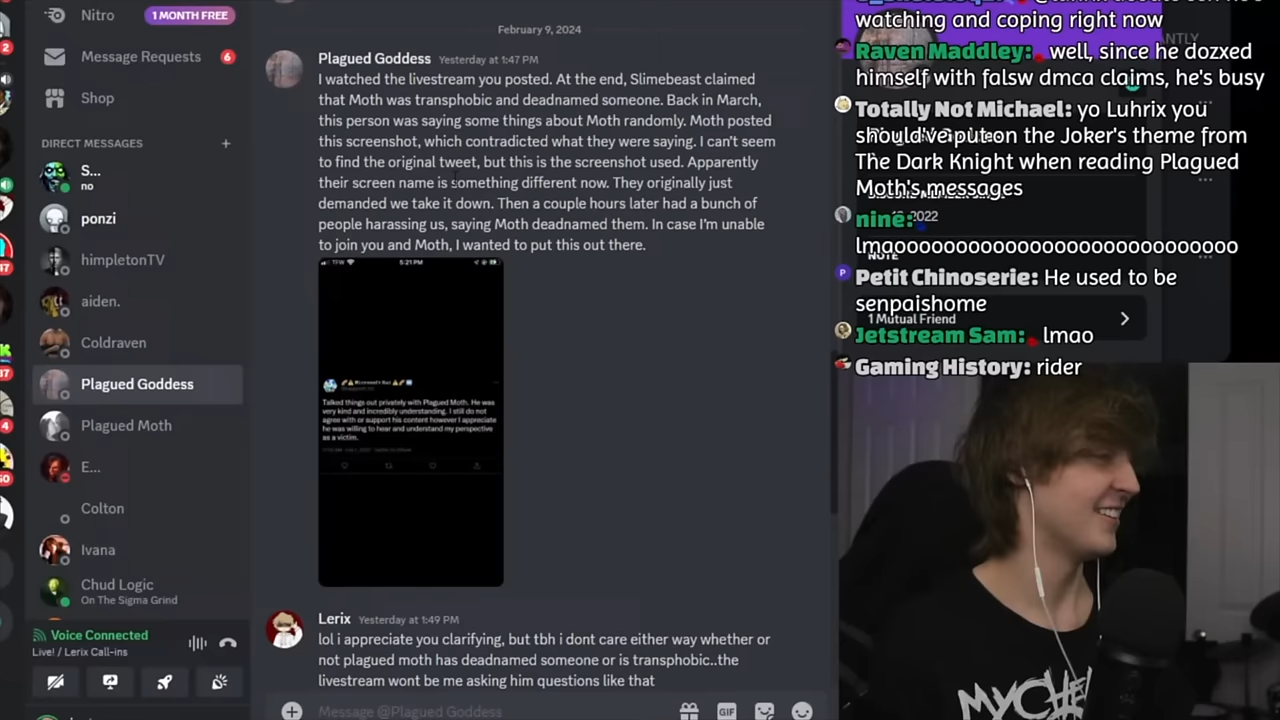 Nitro
1 MONTH FREE
Message Requests
6
Shop
DIRECT MESSAGES
S...
no
ponzi
himpletonTV
aiden.
Coldraven
Plagued Goddess
Plagued Moth
E...
Colton
Ivana
Chud Logic
On The Sigma Grind
Voice Connected
Live! / Lerix Call-ins
February 9, 2024
Plagued Goddess Yesterday at 1:47 PM
I watched the livestream you posted. At the end, Slimebeast claimed
that Moth was transphobic and deadnamed someone. Back in March,
this person was saying some things about Moth randomly. Moth posted
this screenshot, which contradicted what they were saying. I can't seem
to find the original tweet, but this is the screenshot used. Apparently
their screen name is something different now. They originally just
demanded we take it down. Then a couple hours later had a bunch of
people harassing us, saying Moth deadnamed them. In case I'm unable
to join you and Moth, I wanted to put this out there.
5:21 PM
Talked things out privately with Plagued Moth. He was
very kind and incredibly understanding. I still do not
agree with or support his content however I appreciate
he was willing to hear and understand my perspective
as a victim.
Lerix Yesterday at 1:49 PM
lol i appreciate you clarifying, but tbh i dont care either way whether or
not plagued moth has deadnamed someone or is transphobic..the
livestream wont be me asking him questions like that
Message @Plagued Goddess
GIF
watching and coping right now
Raven Maddley: well, since he dozxed
himself with falsw dmca claims, he's busy
Totally Not Michael: yo Luhrix you
should've put on the Joker's theme from
The Dark Knight when reading Plagued
Moth's messages
2022
nine:
lmaoooooooooooooooooooooooooooo
NOTE
Petit Chinoserie: He used to be
senpaishome
1 Mutual Friend
Jetstream Sam: lmao
Gaming History: rider
MYCHE